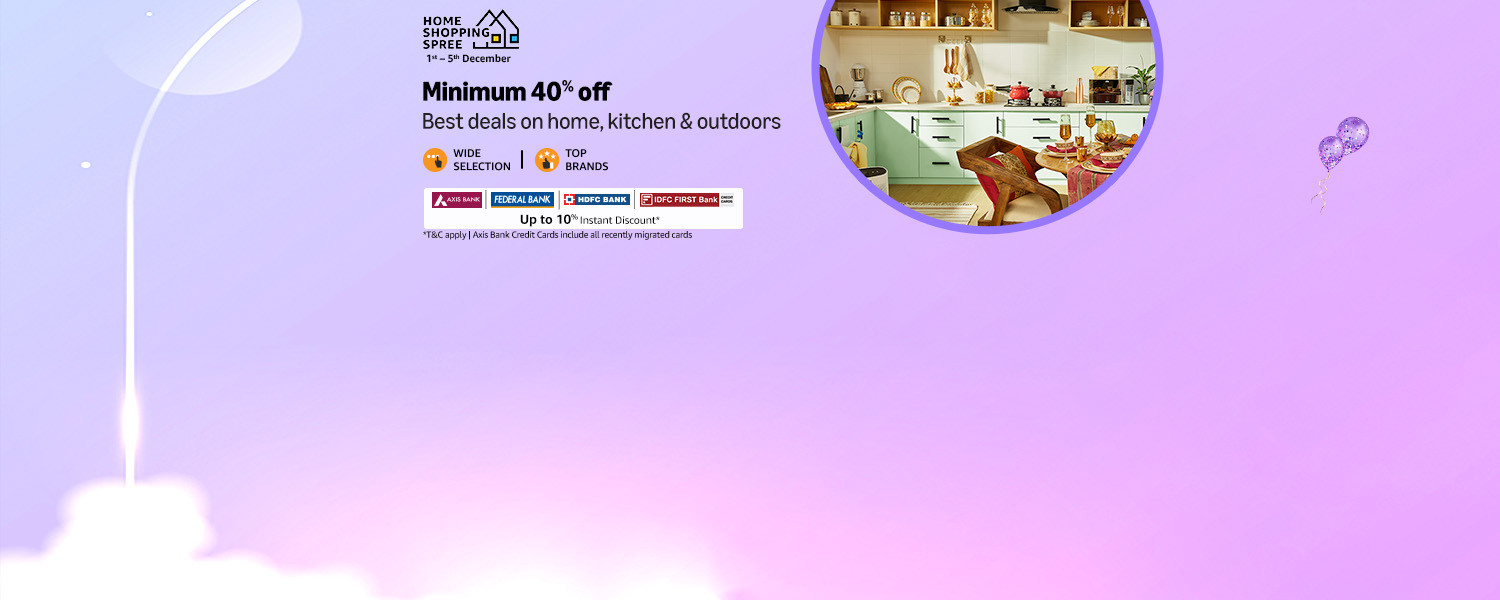 HOME
SHOPPING
SPREE
1st – 5th December
Minimum 40% off
Best deals on home, kitchen & outdoors
WIDE
SELECTION
TOP
BRANDS
AXIS BANK
FEDERAL BANK
HDFC BANK
IDFC FIRST Bank
CREDIT
CARDS
Up to 10% Instant Discount*
*T&C apply | Axis Bank Credit Cards include all recently migrated cards